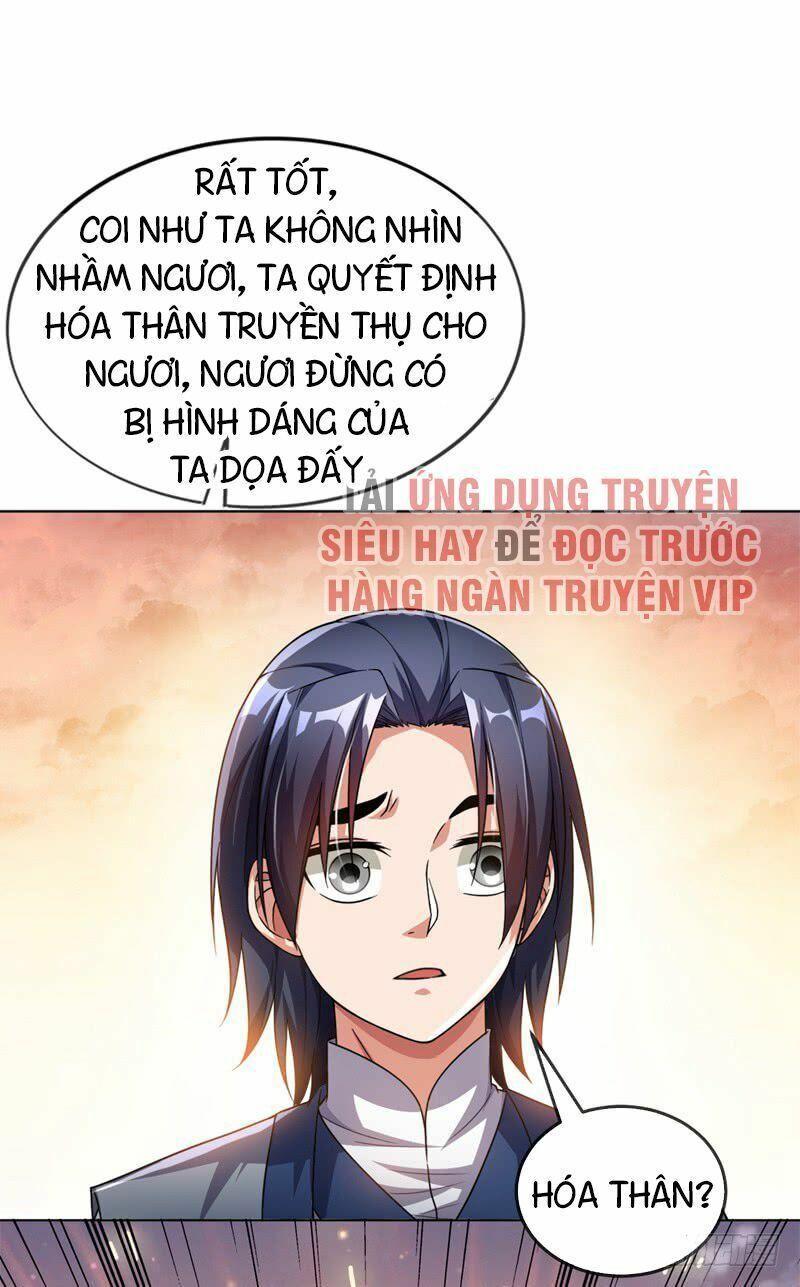 RẤT TỐT,
COI NHƯ TA KHÔNG NHÌN
NHẦM NGƯƠI, TA QUYẾT ĐỊNH
HÓA THÂN TRUYỀN THỤ CHO
NGƯƠI, NGƯƠI ĐỪNG CÓ
BỊ HÌNH DÁNG CỦA
TA DỌA ĐẤY
TẢI ỨNG DỤNG TRUYỆN
SIÊU HAY ĐỂ ĐỌC TRƯỚC
HÀNG NGÀN TRUYỆN VIP
HÓA THÂN?